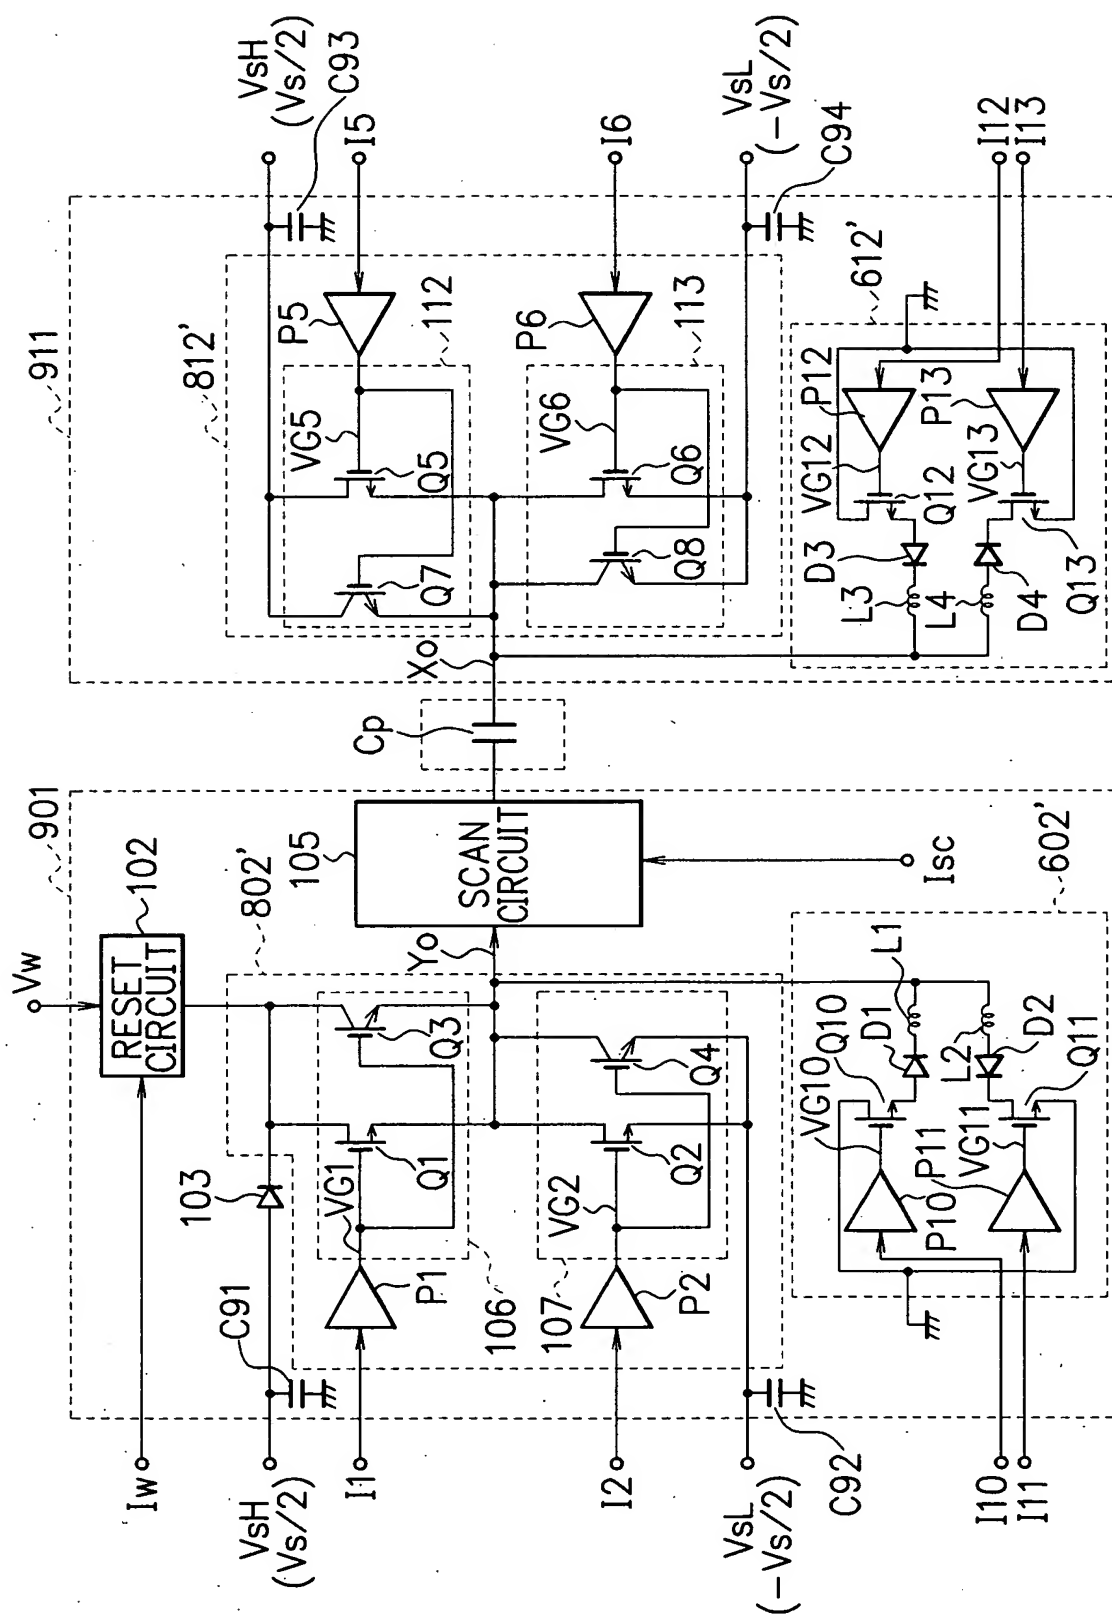 Iw
VsH
(Vs/2)
C91
I1
I2
VsL
(−Vs/2)
C92
I10
I11
Vw
RESET
CIRCUIT
102
901
103
802'
VG1
P1
Q1
Q3
106
107
VG2
P2
Q2
Q4
Yo
105
SCAN
CIRCUIT
Isc
602'
VG10
Q10
D1
L1
P10
P11
VG11
L2
D2
Q11
Cp
Xo
911
812'
VG5
P5
Q5
Q7
112
VG6
P6
Q6
Q8
113
VsH
(Vs/2)
C93
I5
I6
VsL
(−Vs/2)
C94
612'
VG12
P12
Q12
D3
L3
L4
D4
VG13
P13
Q13
I12
I13